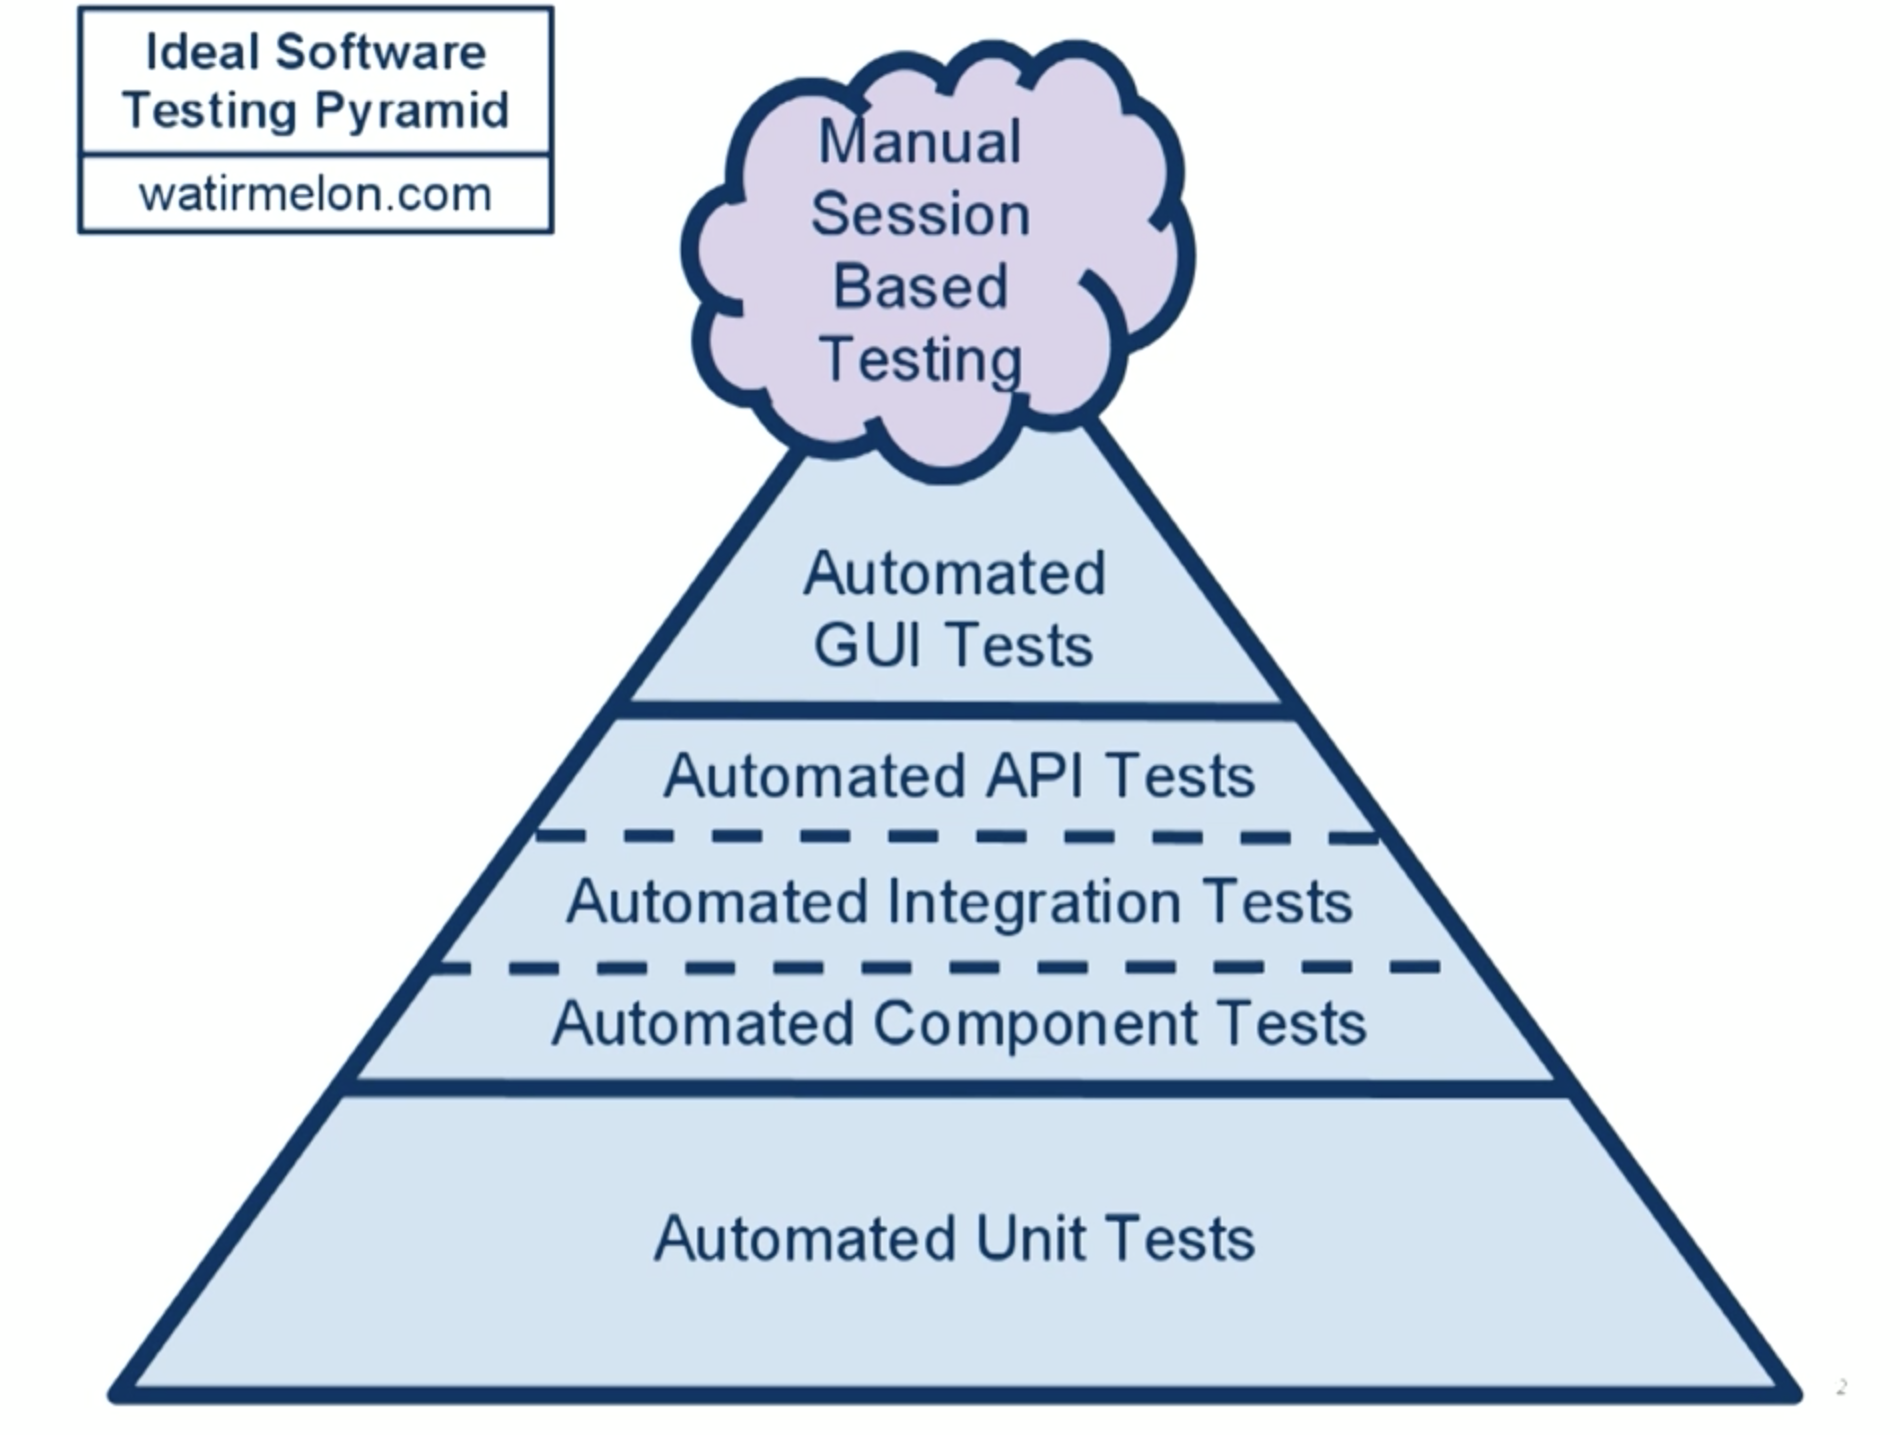 Ideal Software
Testing Pyramid
watirmelon.com
Manual
Session
Based
Testing
Automated
GUI Tests
Automated API Tests
Automated Integration Tests
Automated Component Tests
Automated Unit Tests
2